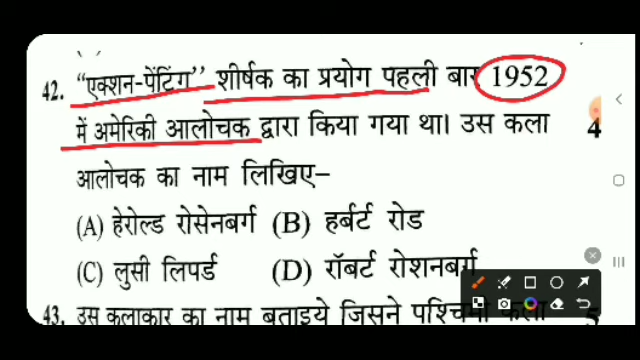 42. "एक्शन-पेंटिंग" शीर्षक का प्रयोग पहली बार 1952
में अमेरिकी आलोचक द्वारा किया गया था। उस कला
आलोचक का नाम लिखिए–
(A) हेरोल्ड रोसेनबर्ग (B) हर्बर्ट रोड
(C) लुसी लिपर्ड (D) रॉबर्ट रोशनबर्ग
43. उस कलाकार का नाम बताइये जिसने पश्चिमी कला